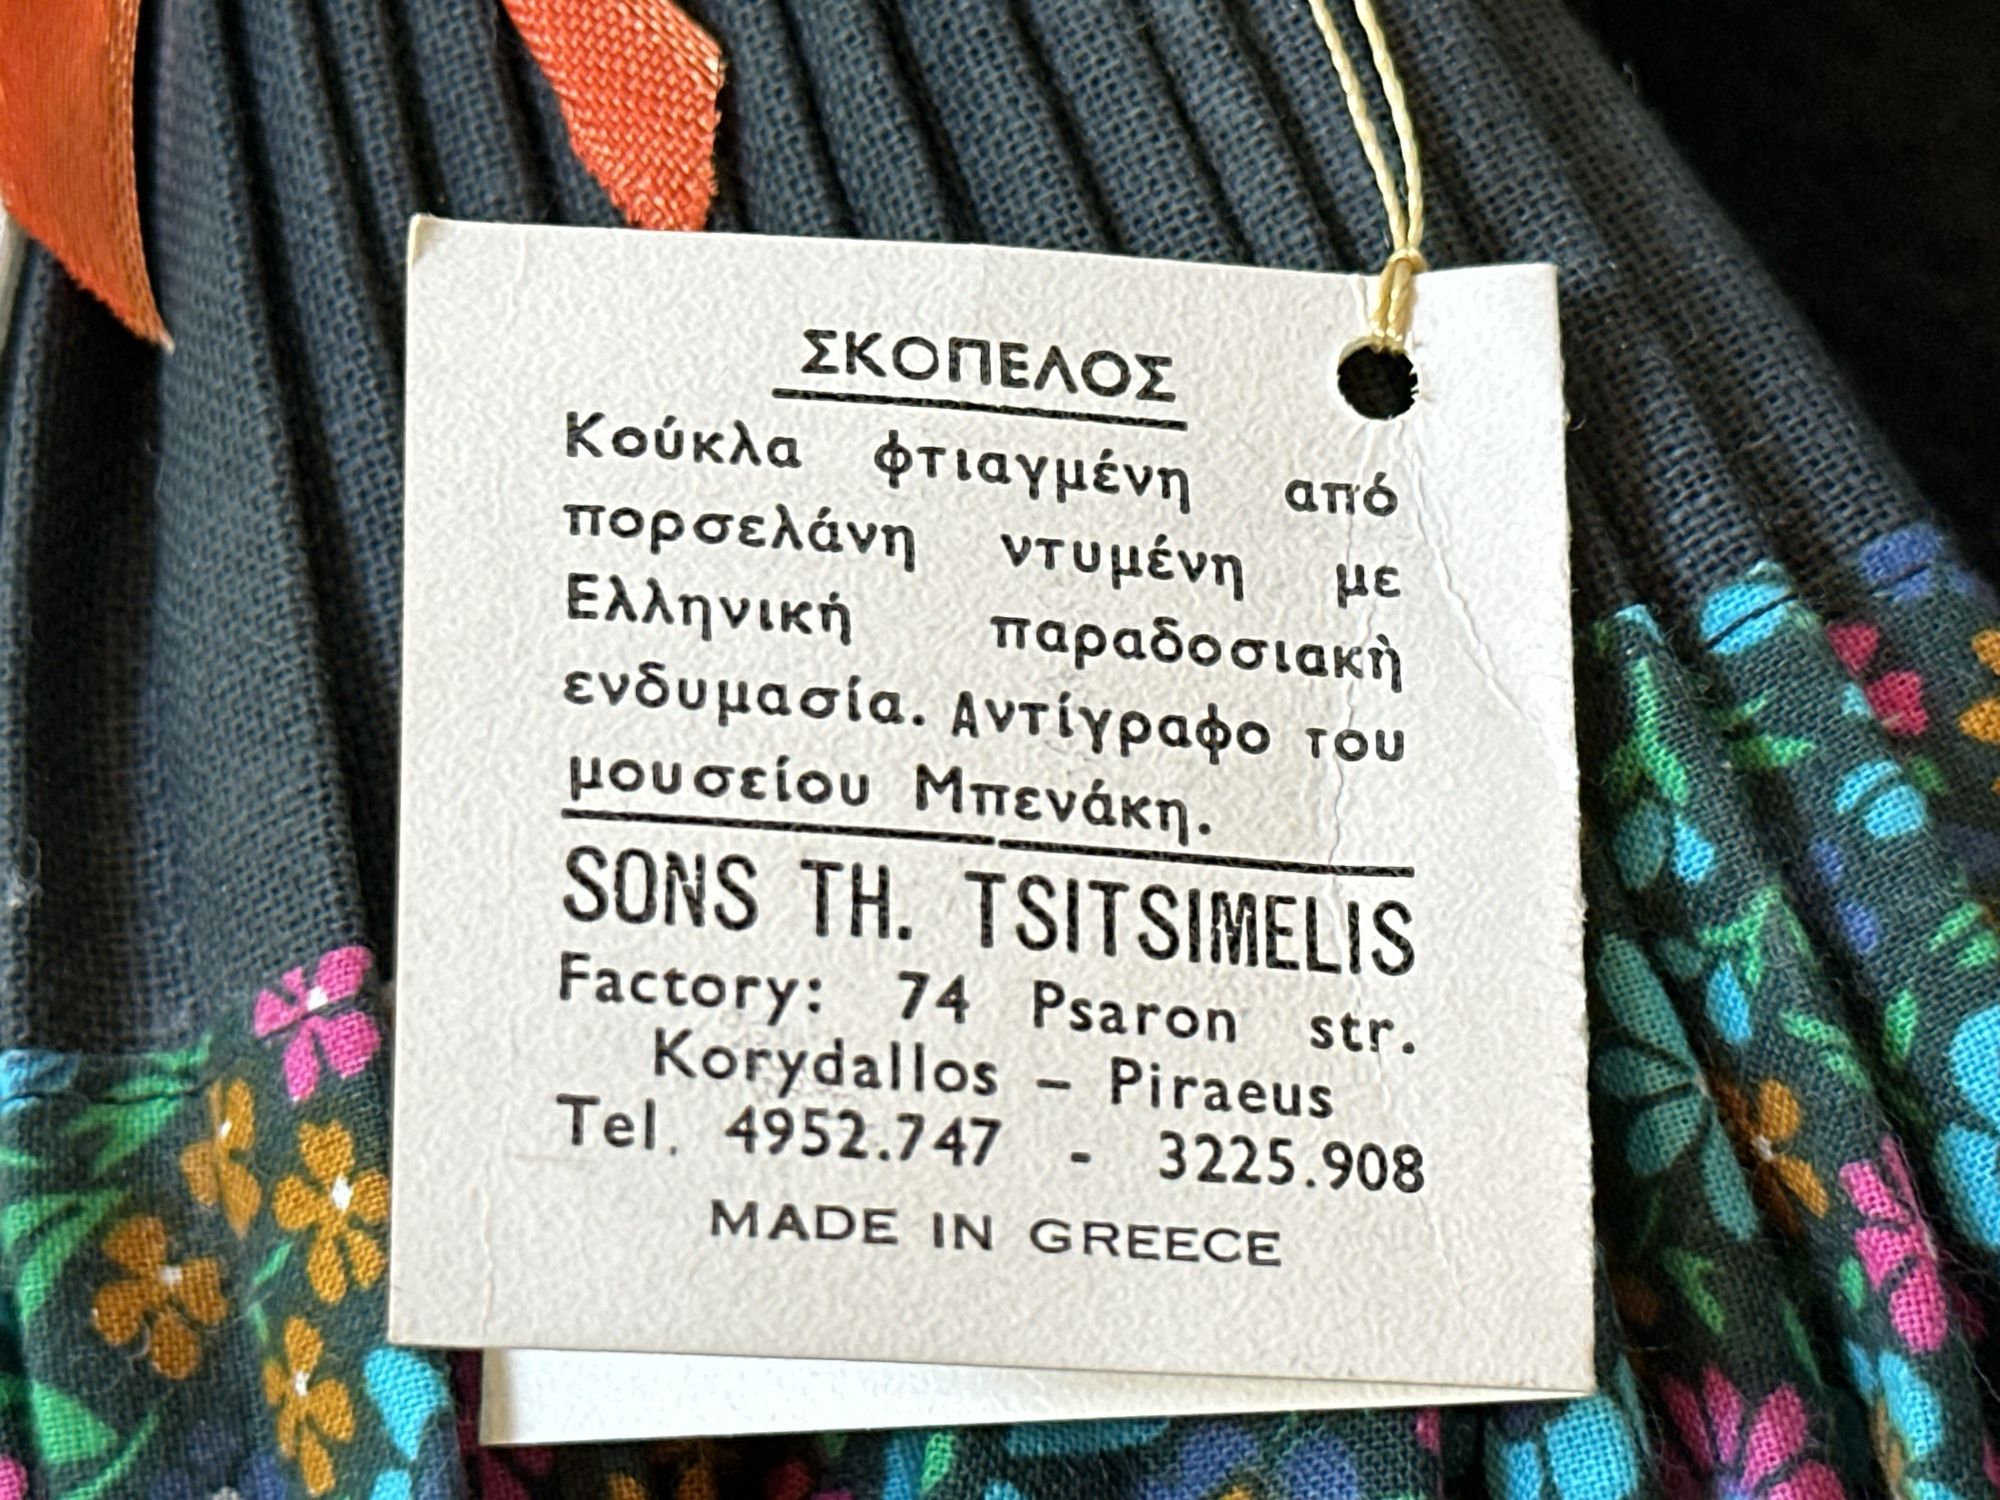 ΣΚΟΠΕΛΟΣ
Κούκλα φτιαγμένη από
πορσελάνη ντυμένη με
Ελληνική παραδοσιακὴ
ενδυμασία. Αντίγραφο του
μουσείου Μπενάκη.
SONS TH. TSITSIMELIS
Factory: 74 Psaron str.
Korydallos – Piraeus
Tel. 4952.747 - 3225.908
MADE IN GREECE